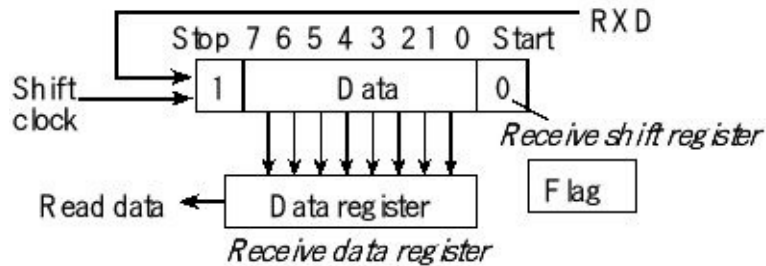 RXD
Stop 7 6 5 4 3 2 1 0 Start
Shift clock
1 Data 0
Receive shift register
Flag
Read data
Data register
Receive data register